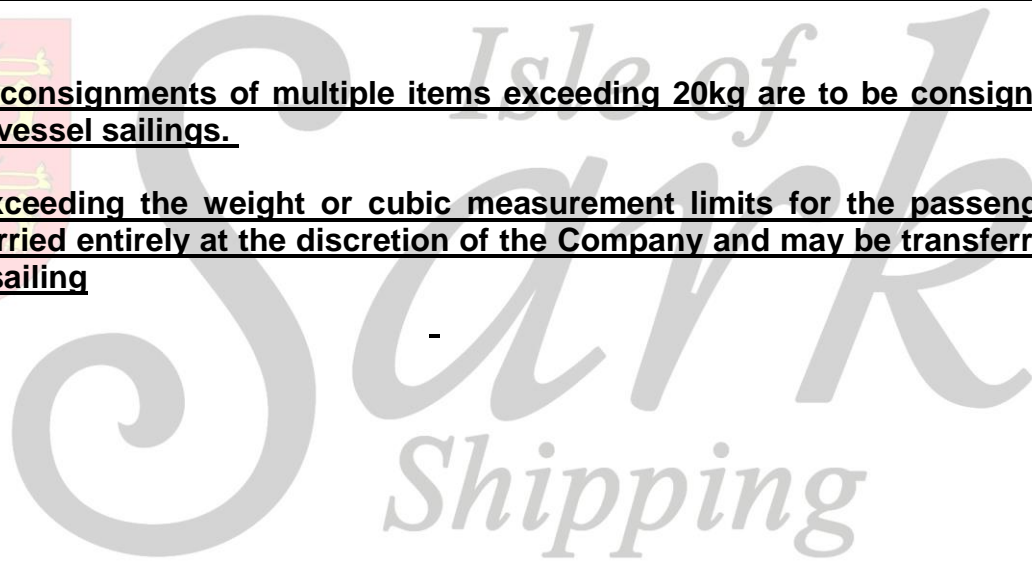 Isle of
consignments of multiple items exceeding 20kg are to be consign
vessel sailings.
xceeding the weight or cubic measurement limits for the passeng
rried entirely at the discretion of the Company and may be transferr
sailing
-
Sark
Shipping